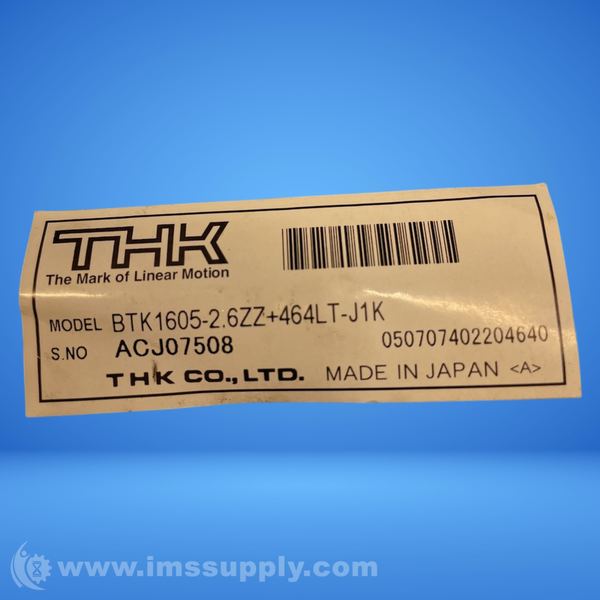 THK
The Mark of Linear Motion
MODEL BTK1605-2.6ZZ+464LT-J1K
S.NO ACJ07508 050707402204640
THK CO., LTD. MADE IN JAPAN <A>
www.imssupply.com